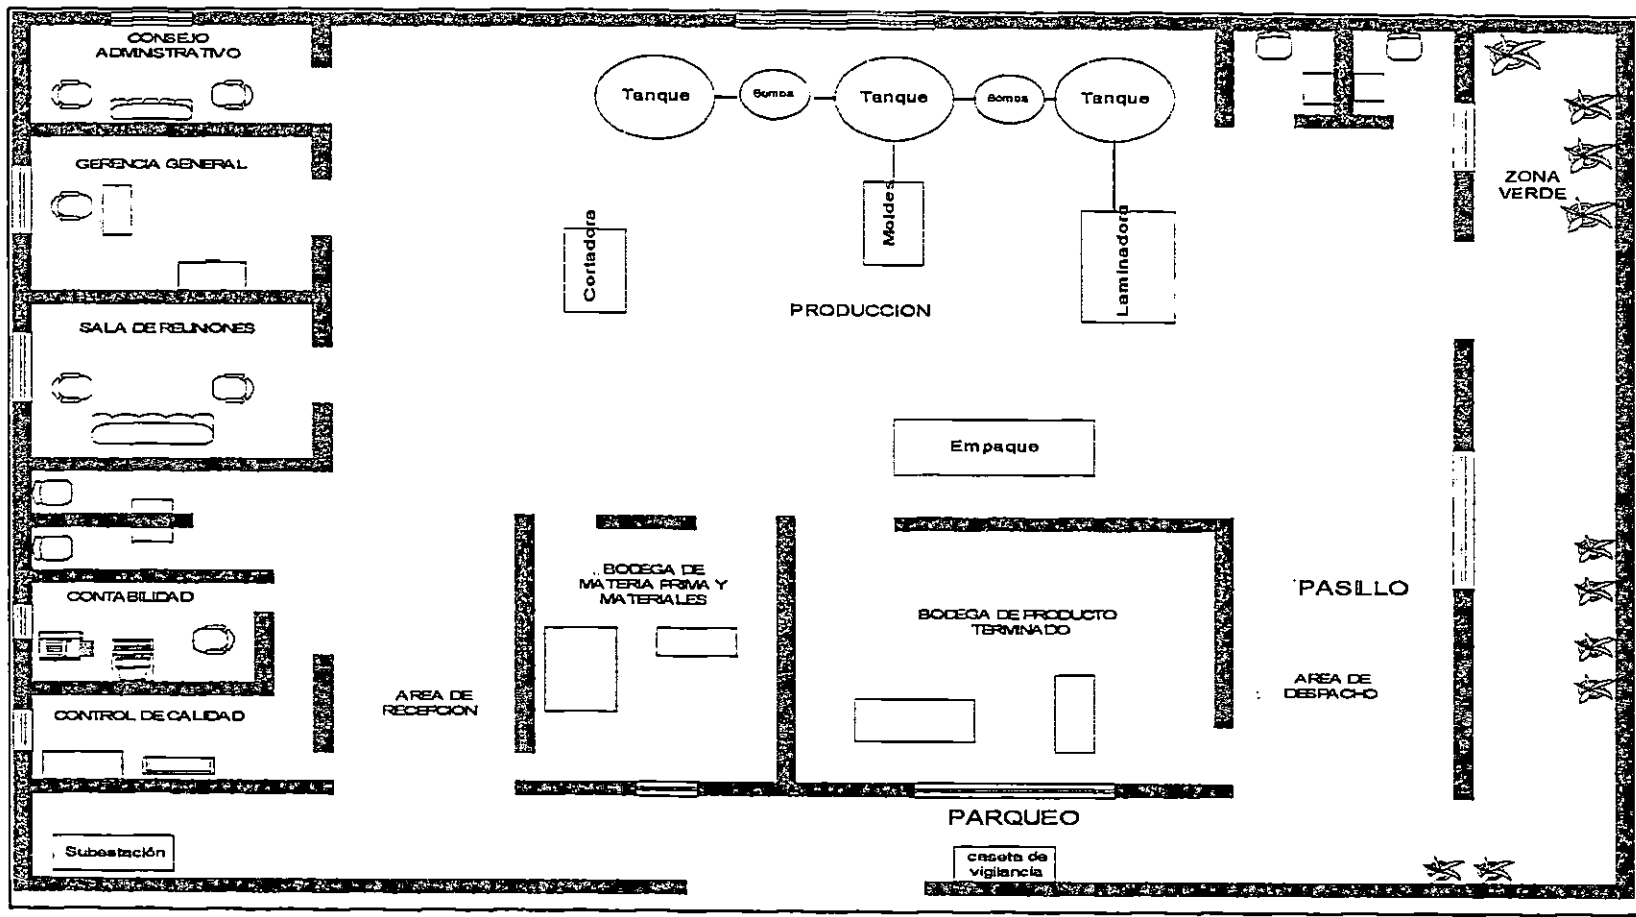 CONSEJO
ADMINISTRATIVO
Tanque
Bomba
Tanque
Bomba
Tanque
GERENCIA GENERAL
ZONA
VERDE
Cortadora
Moldes
Laminadora
PRODUCCION
SALA DE REUNIONES
Empaque
BODEGA DE
MATERIA PRIMA Y
MATERIALES
CONTABILIDAD
PASILLO
BODEGA DE PRODUCTO
TERMINADO
AREA DE
RECEPCION
AREA DE
DESPACHO
CONTROL DE CALIDAD
PARQUEO
Subestación
caseta de
vigilancia